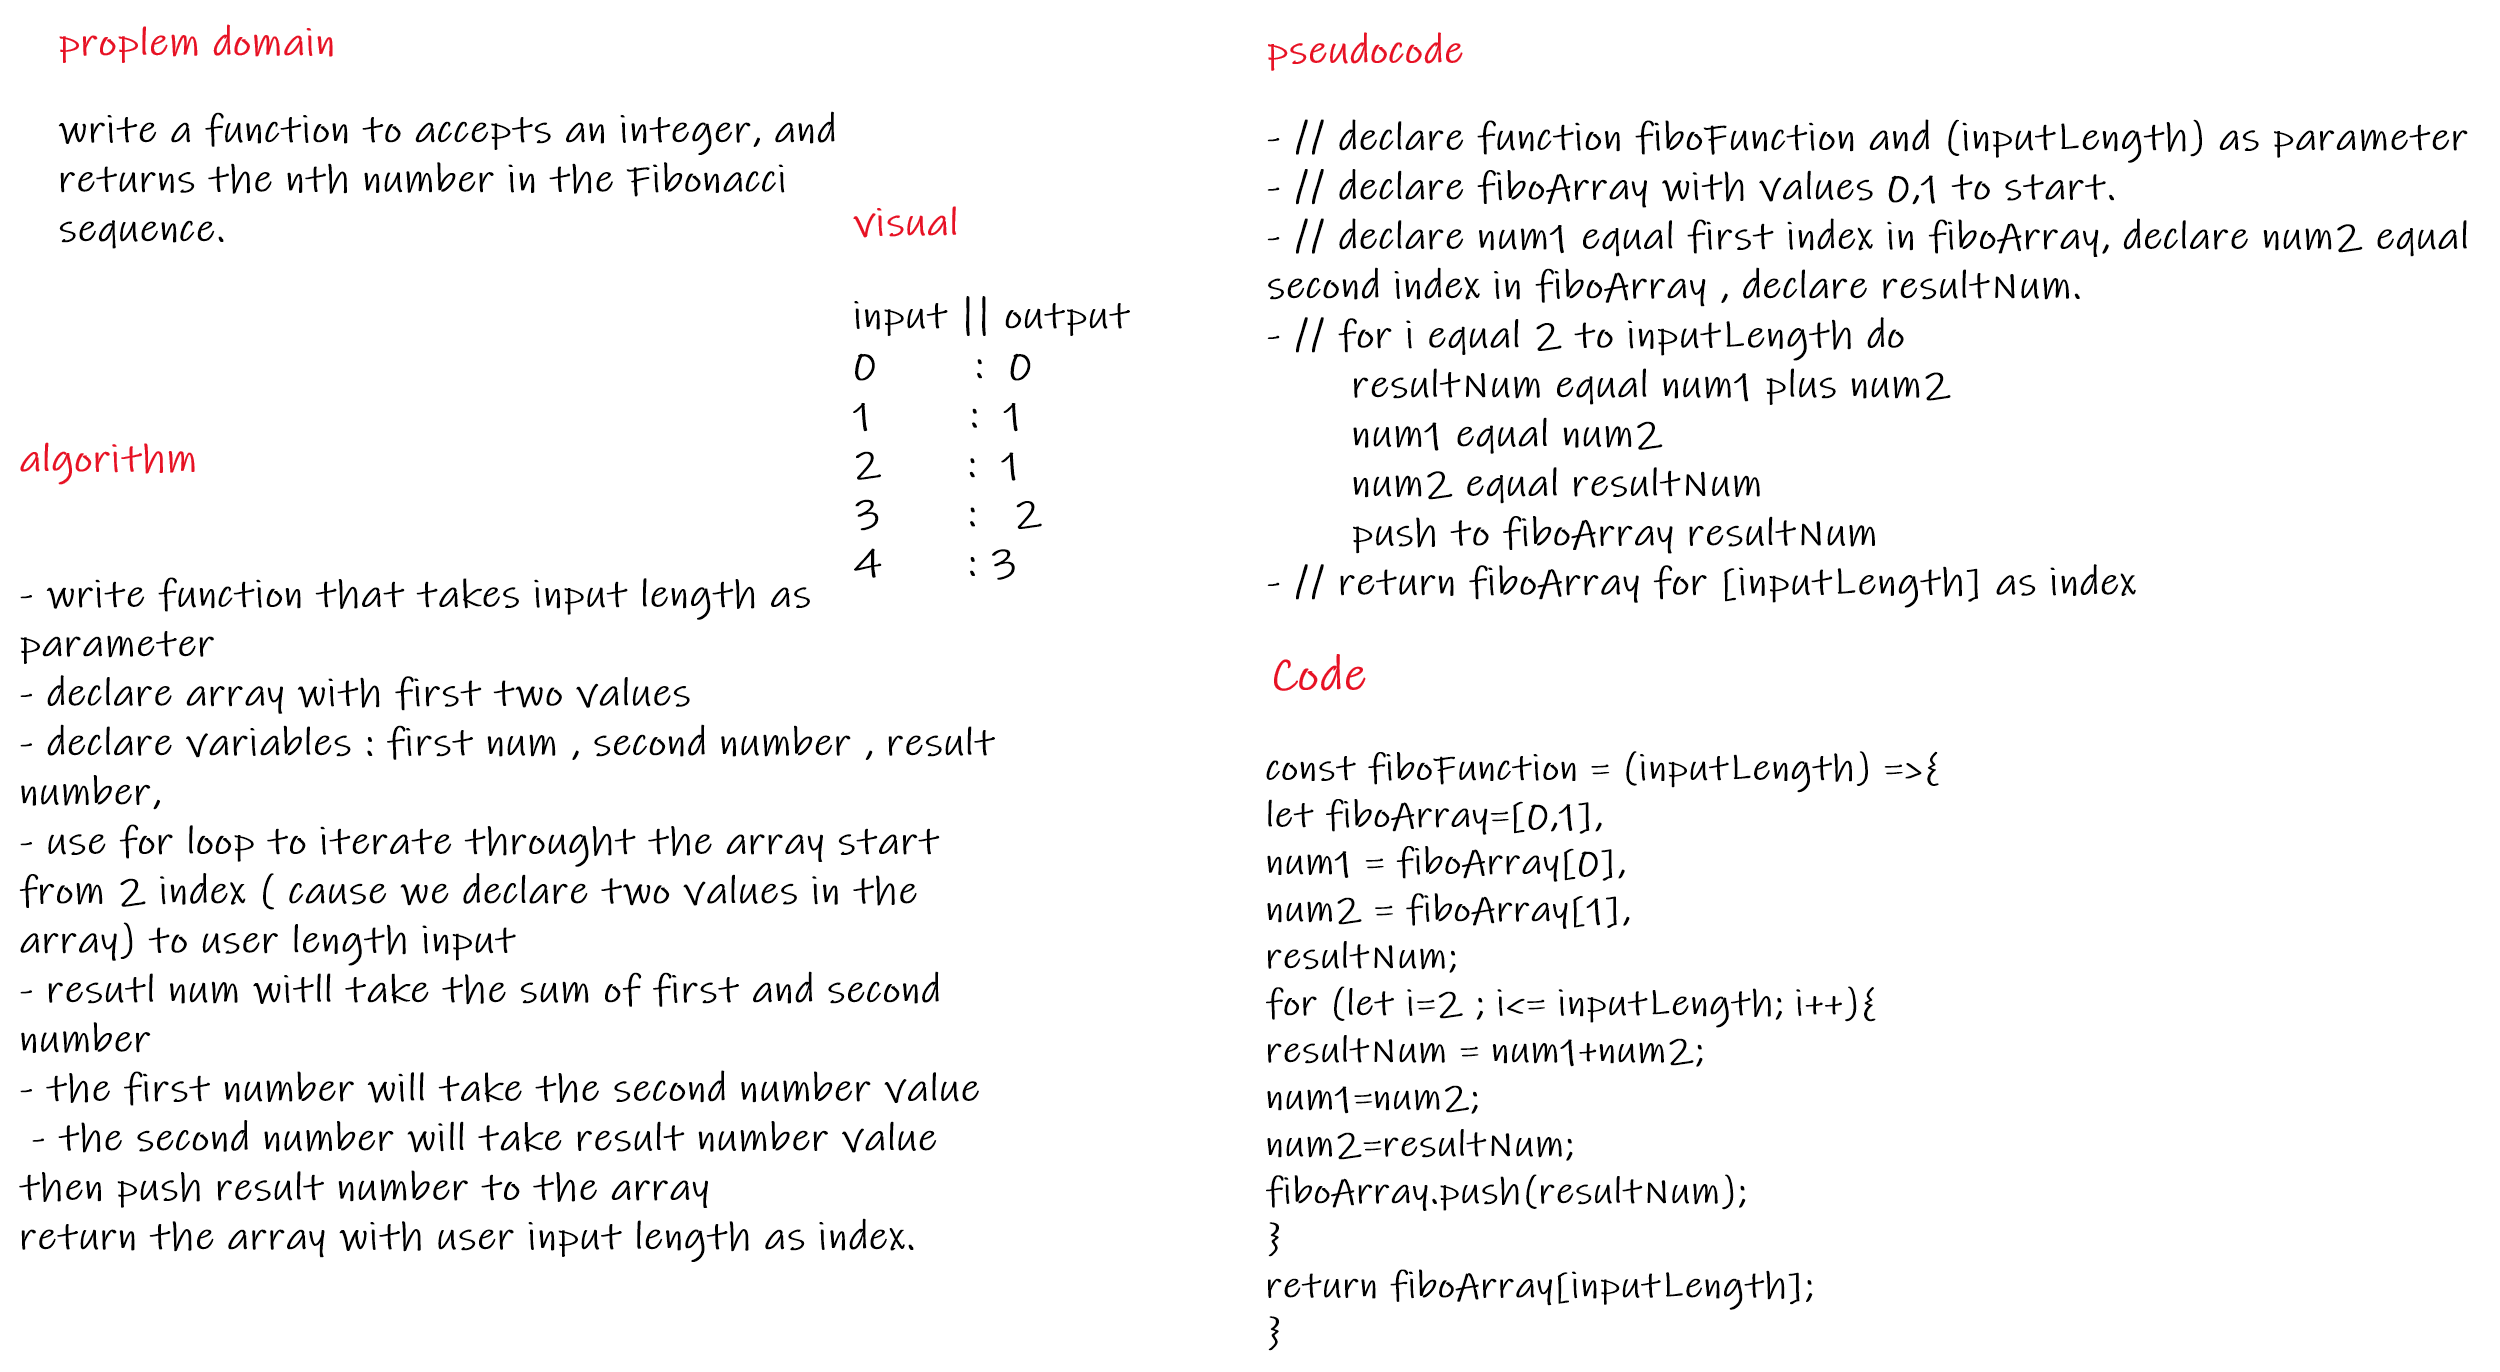 proplem domain
write a function to accepts an integer, and
returns the nth number in the Fibonacci
sequence.
visual
input || output
0 : 0
1 : 1
2 : 1
3 : 2
4 : 3
algorithm
- write function that takes input length as
parameter
- declare array with first two values
- declare variables : first num , second number , result
number,
- use for loop to iterate throught the array start
from 2 index ( cause we declare two values in the
array) to user length input
- resutl num witll take the sum of first and second
number
- the first number will take the second number value
- the second number will take result number value
then push result number to the array
return the array with user input length as index.
pseudocode
- // declare function fiboFunction and (inputLength) as parameter
- // declare fiboArray with values 0,1 to start.
- // declare num1 equal first index in fiboArray, declare num2 equal
second index in fiboArray , declare resultNum.
- // for i equal 2 to inputLength do
resultNum equal num1 plus num2
num1 equal num2
num2 equal resultNum
push to fiboArray resultNum
- // return fiboArray for [inputLength] as index
Code
const fiboFunction = (inputLength) =>{
let fiboArray=[0,1],
num1 = fiboArray[0],
num2 = fiboArray[1],
resultNum;
for (let i=2 ; i<= inputLength; i++){
resultNum = num1+num2;
num1=num2;
num2=resultNum;
fiboArray.push(resultNum);
}
return fiboArray[inputLength];
}